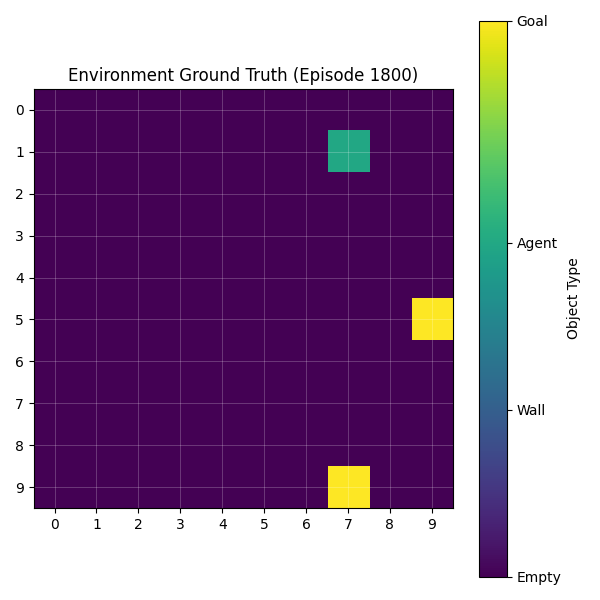 Environment Ground Truth (Episode 1800)
0
1
2
3
4
5
6
7
8
9
0 1 2 3 4 5 6 7 8 9
Goal
Agent
Wall
Empty
Object Type